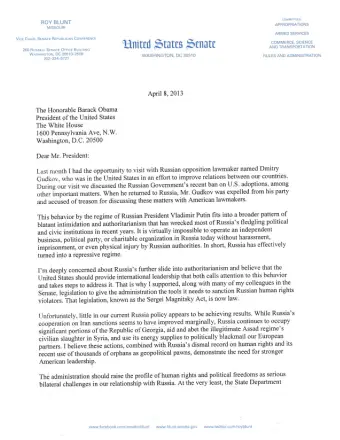 ROY BLUNT
MISSOURI
VICE CHAIR, SENATE REPUBLICAN CONFERENCE
260 RUSSELL SENATE OFFICE BUILDING
WASHINGTON, DC 20510-2508
202-224-5721
United States Senate
WASHINGTON, DC 20510
COMMITTEES:
APPROPRIATIONS
ARMED SERVICES
COMMERCE, SCIENCE
AND TRANSPORTATION
RULES AND ADMINISTRATION
April 8, 2013
The Honorable Barack Obama
President of the United States
The White House
1600 Pennsylvania Ave, N.W.
Washington, D.C. 20500
Dear Mr. President:
Last month I had the opportunity to visit with Russian opposition lawmaker named Dmitry
Gudkov, who was in the United States in an effort to improve relations between our countries.
During our visit we discussed the Russian Government's recent ban on U.S. adoptions, among
other important matters. When he returned to Russia, Mr. Gudkov was expelled from his party
and accused of treason for discussing these matters with American lawmakers.
This behavior by the regime of Russian President Vladimir Putin fits into a broader pattern of
blatant intimidation and authoritarianism that has wrecked most of Russia's fledgling political
and civic institutions in recent years. It is virtually impossible to operate an independent
business, political party, or charitable organization in Russia today without harassment,
imprisonment, or even physical injury by Russian authorities. In short, Russia has effectively
turned into a repressive regime.
I'm deeply concerned about Russia's further slide into authoritarianism and believe that the
United States should provide international leadership that both calls attention to this behavior
and takes steps to address it. That is why I supported, along with many of my colleagues in the
Senate, legislation to give the administration the tools it needs to sanction Russian human rights
violators. That legislation, known as the Sergei Magnitsky Act, is now law.
Unfortunately, little in our current Russia policy appears to be achieving results. While Russia's
cooperation on Iran sanctions seems to have improved marginally, Russia continues to occupy
significant portions of the Republic of Georgia, aid and abet the illegitimate Assad regime's
civilian slaughter in Syria, and use its energy supplies to politically blackmail our European
partners. I believe these actions, combined with Russia's dismal record on human rights and its
recent use of thousands of orphans as geopolitical pawns, demonstrate the need for stronger
American leadership.
The administration should raise the profile of human rights and political freedoms as serious
bilateral challenges in our relationship with Russia. At the very least, the State Department